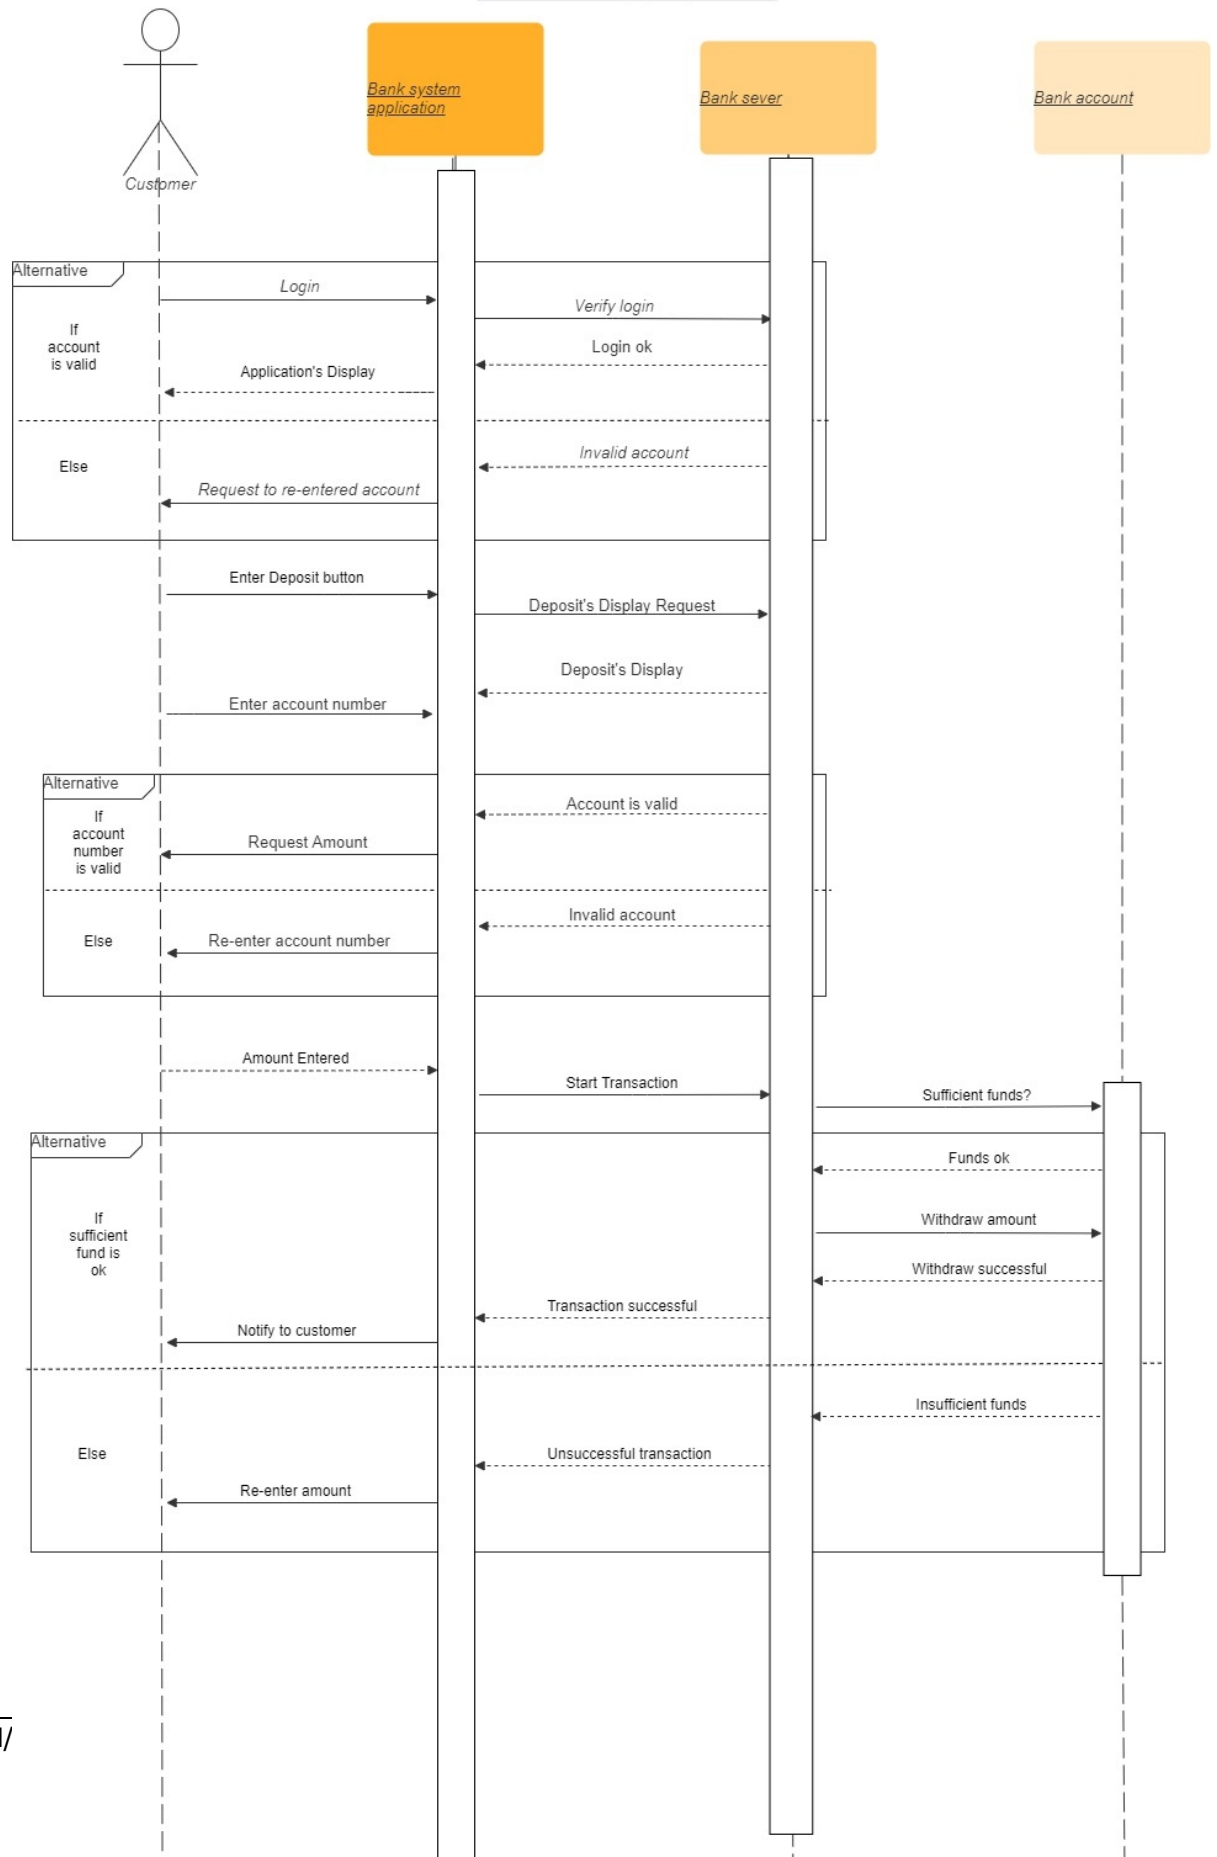 Bank system
application
Bank sever
Bank account
Customer
Alternative
Login
Verify login
If
account
is valid
Login ok
Application's Display
Invalid account
Else
Request to re-entered account
Enter Deposit button
Deposit's Display Request
Deposit's Display
Enter account number
Alternative
Account is valid
If
account
number
is valid
Request Amount
Invalid account
Else
Re-enter account number
Amount Entered
Start Transaction
Sufficient funds?
Alternative
Funds ok
If
sufficient
fund is
ok
Withdraw amount
Withdraw successful
Transaction successful
Notify to customer
Insufficient funds
Else
Unsuccessful transaction
Re-enter amount